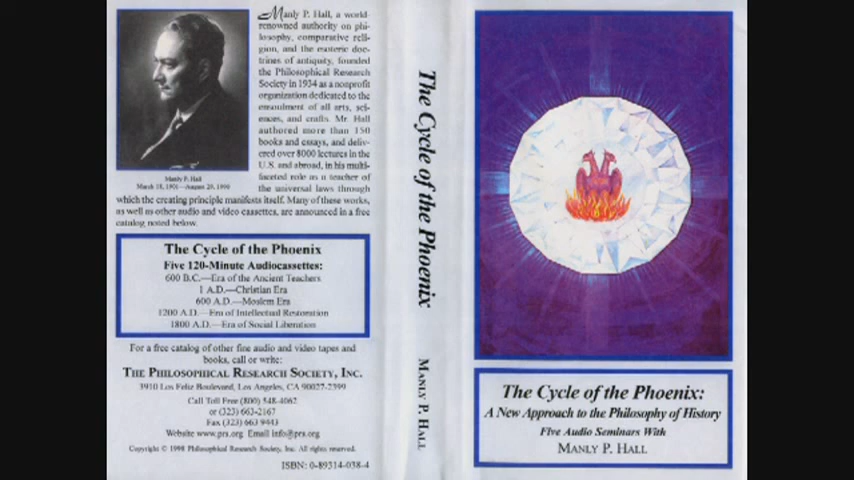 Manly P. Hall, a world-
renowned authority on phi-
losophy, comparative reli-
gion, and the esoteric doc-
trines of antiquity, founded
the Philosophical Research
Society in 1934 as a nonprofit
organization dedicated to the
ensoulment of all arts, sci-
ences, and crafts. Mr. Hall
authored more than 150
books and essays, and deliv-
ered over 8000 lectures in the
U.S. and abroad, in his multi-
faceted role as a teacher of
the universal laws through
which the creating principle manifests itself. Many of these works,
as well as other audio and video cassettes, are announced in a free
catalog noted below.
Manly P. Hall
March 18, 1901—August 29, 1990
The Cycle of the Phoenix
Five 120-Minute Audiocassettes:
600 B.C.—Era of the Ancient Teachers
1 A.D.—Christian Era
600 A.D.—Moslem Era
1200 A.D.—Era of Intellectual Restoration
1800 A.D.—Era of Social Liberation
For a free catalog of other fine audio and video tapes and
books, call or write:
THE PHILOSOPHICAL RESEARCH SOCIETY, INC.
3910 Los Feliz Boulevard, Los Angeles, CA 90027-2399
Call Toll Free (800) 548-4062
or (323) 663-2167
Fax (323) 663 9443
Website www.prs.org Email info@prs.org
Copyright © 1998 Philosophical Research Society, Inc. All rights reserved.
ISBN: 0-89314-038-4
The Cycle of the Phoenix
MANLY P. HALL
The Cycle of the Phoenix:
A New Approach to the Philosophy of History
Five Audio Seminars With
MANLY P. HALL